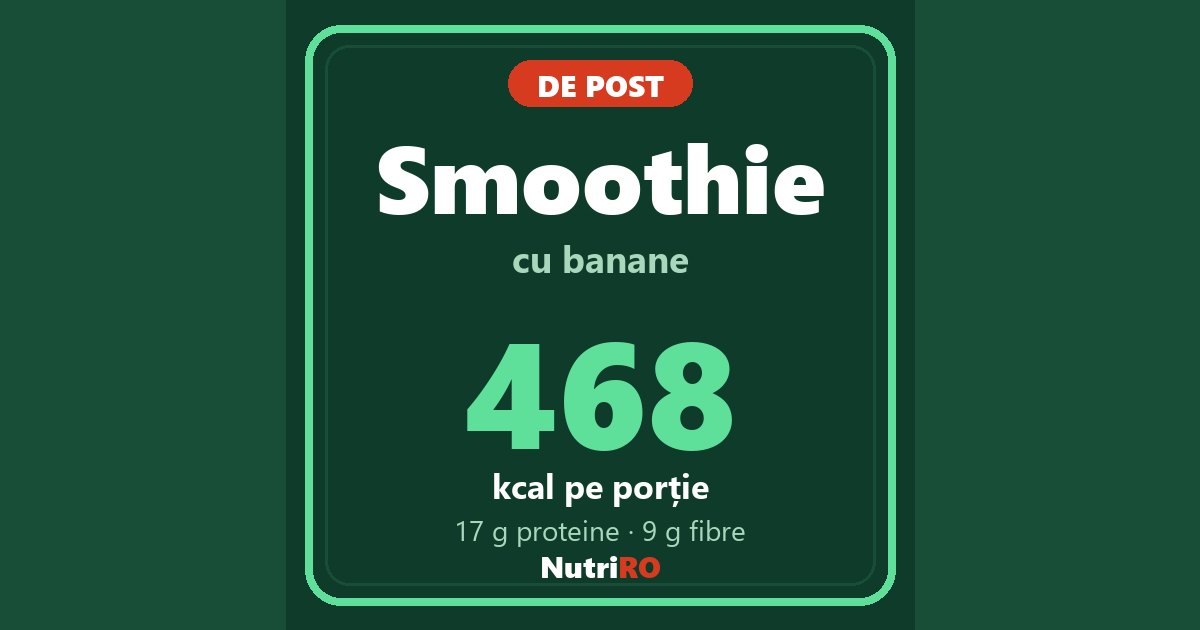 DE POST
Smoothie
cu banane
468
kcal pe porție
17 g proteine · 9 g fibre
NutriRO